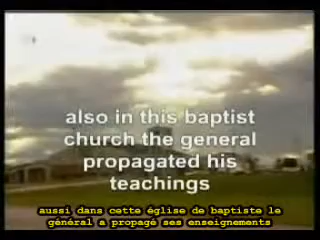 also in this baptist
church the general
propagated his
teachings
aussi dans cette église de baptiste le
général a propagé ses enseignements